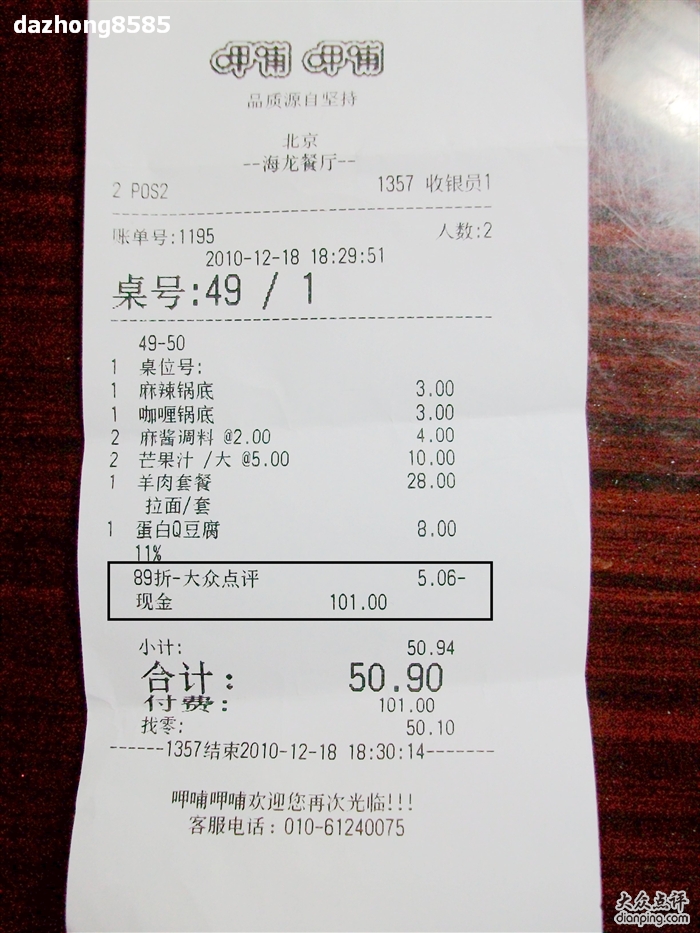 dazhong8585
呷哺 呷哺
品质源自坚持
北京
--海龙餐厅--
2 POS2 1357 收银员1
账单号:1195 人数:2
2010-12-18 18:29:51
桌号:49 / 1
49-50
1 桌位号:
1 麻辣锅底 3.00
1 咖喱锅底 3.00
2 麻酱调料 @2.00 4.00
2 芒果汁 /大 @5.00 10.00
1 羊肉套餐 28.00
拉面/套
1 蛋白Q豆腐 8.00
11%
89折-大众点评 5.06-
现金 101.00
小计: 50.94
合计: 50.90
付费: 101.00
找零: 50.10
------1357结束2010-12-18 18:30:14-------
呷哺呷哺欢迎您再次光临!!!
客服电话：010-61240075
大众点评
dianping.com